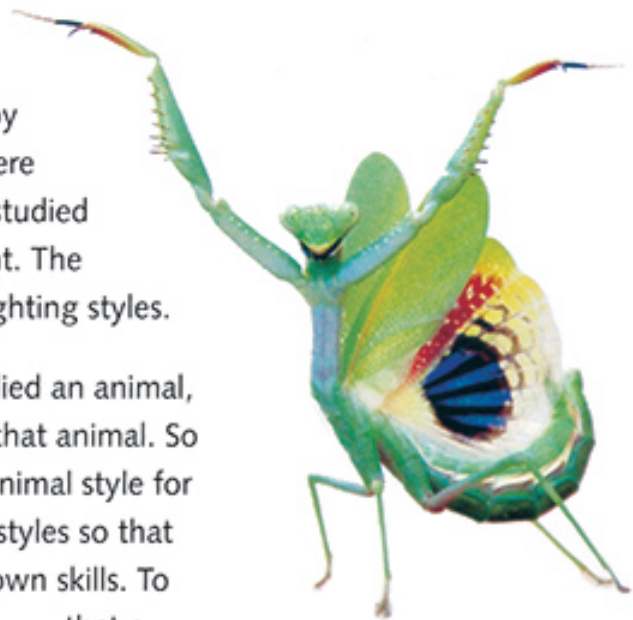 ere
studied
nt. The
ghting styles.
ied an animal,
that animal. So
nimal style for
styles so that
own skills. To